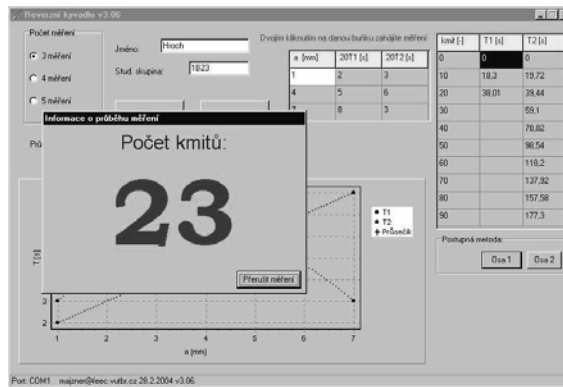 Reverzní kyvadlo v3.06
Počet měření
3 měření
4 měření
5 měření
Jméno: Hroch
Stud. skupina: 1B23
Dvojím kliknutím na danou buňku zahájíte měření
a [mm] 20T1 [s] 20T2 [s]
1 2 3
4 5 6
7 8 3
kmit [-] T1 [s] T2 [s]
0 0 0
10 18,3 19,72
20 38,01 39,44
30 59,1
40 78,82
50 98,54
60 118,2
70 137,92
80 157,58
90 177,3
Postupná metoda:
Osa 1 Osa 2
Informace o průběhu měření
Počet kmitů:
23
Přerušit měření
T1
T2
Průsečík
T [s]
3
2
1 2 3 4 5 6 7
a [mm]
Port: COM1 majzner@feec.vutbr.cz 28.2.2004 v3.06.